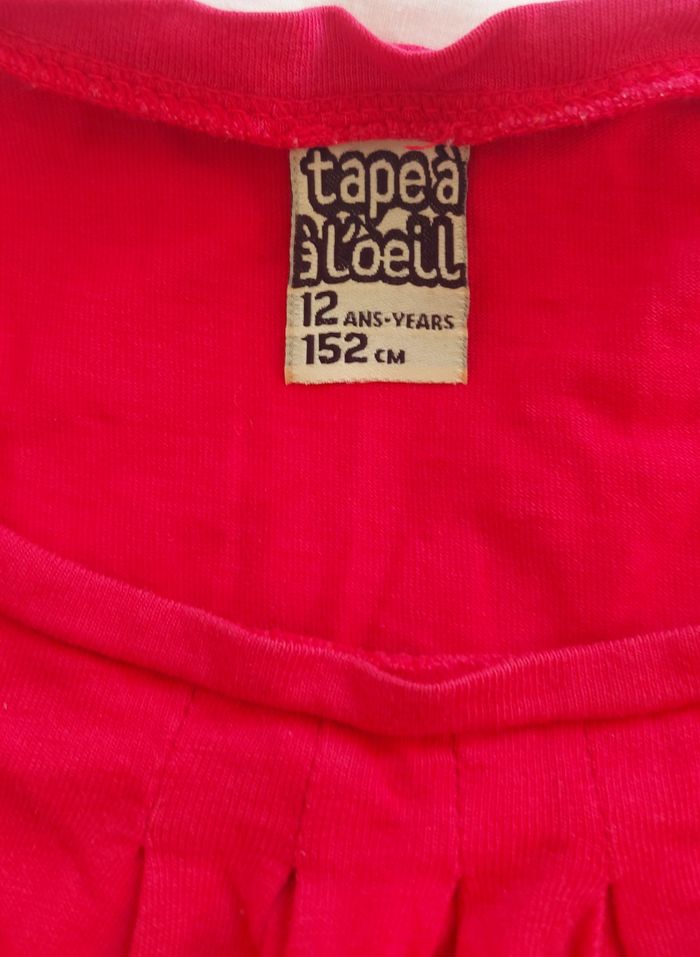 tape à
à l'oeil
12 ANS-YEARS
152 CM